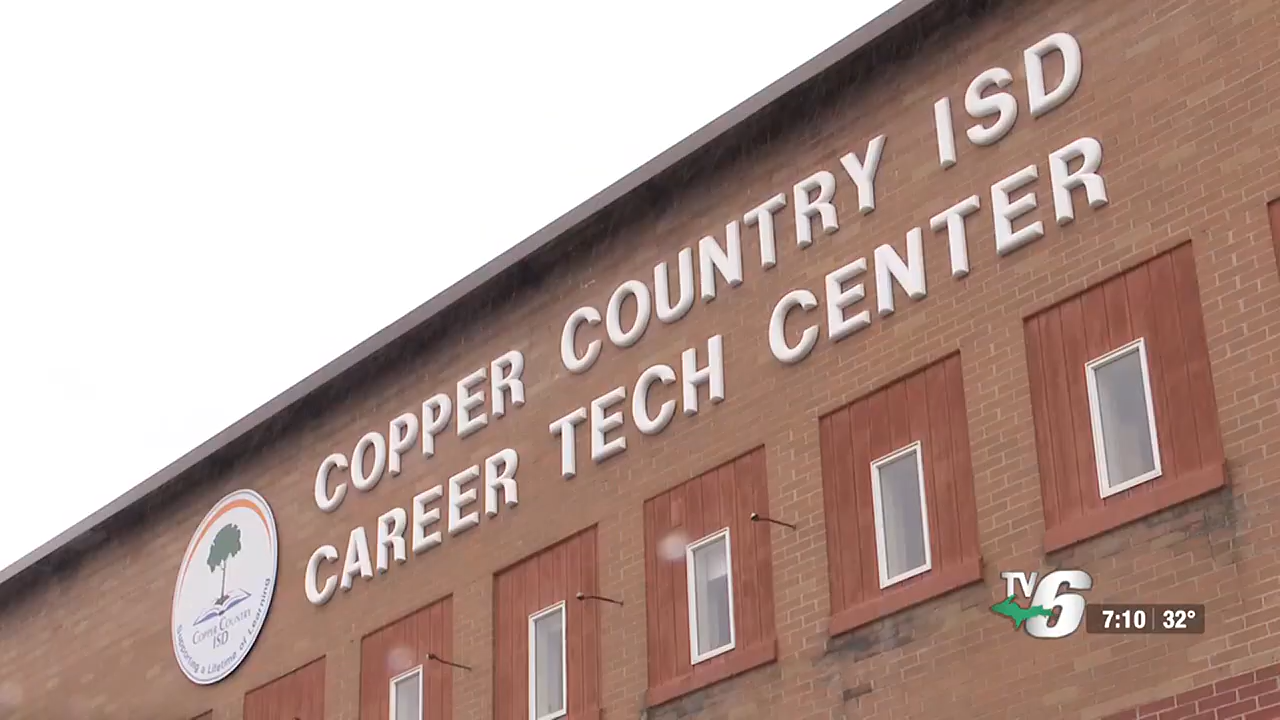 COPPER COUNTRY ISD
CAREER TECH CENTER
COPPER COUNTRY
ISD
Supporting a Lifetime of Learning
TV6
7:10 32°